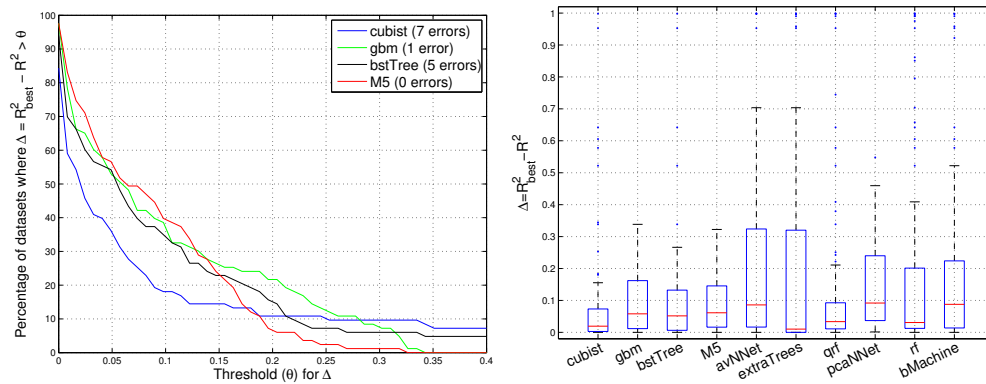 cubist (7 errors)
gbm (1 error)
bstTree (5 errors)
M5 (0 errors)
Percentage of datasets where Δ = R²best − R² > θ
100
90
80
70
60
50
40
30
20
10
0
0 0.05 0.1 0.15 0.2 0.25 0.3 0.35 0.4
Threshold (θ) for Δ
Δ=R²best−R²
1
0.9
0.8
0.7
0.6
0.5
0.4
0.3
0.2
0.1
0
cubist gbm bstTree M5 avNNet extraTrees qrf pcaNNet rf bMachine